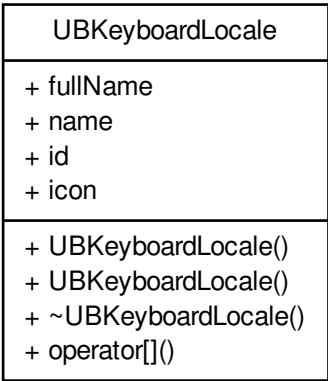 UBKeyboardLocale
+ fullName
+ name
+ id
+ icon
+ UBKeyboardLocale()
+ UBKeyboardLocale()
+ ~UBKeyboardLocale()
+ operator[]()